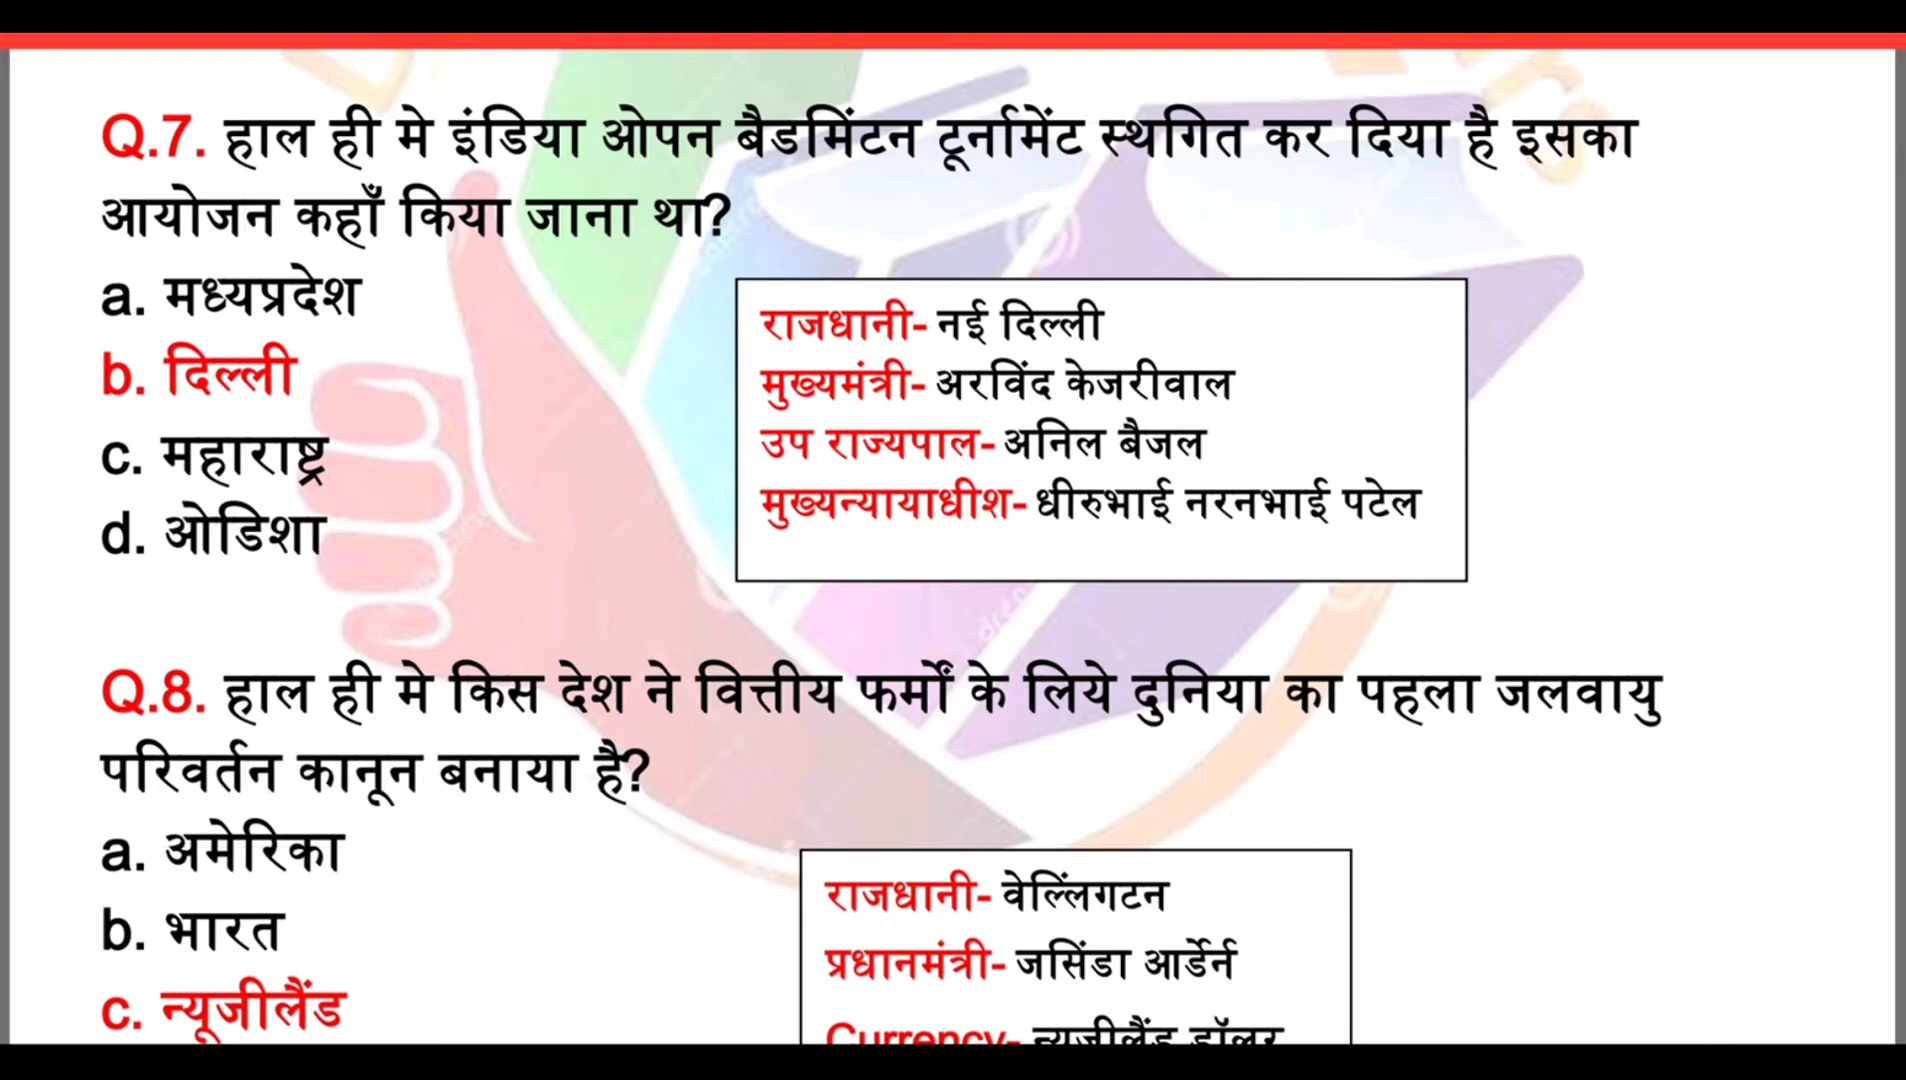 Q.7. हाल ही मे इंडिया ओपन बैडमिंटन टूर्नामेंट स्थगित कर दिया है इसका
आयोजन कहाँ किया जाना था?
a. मध्यप्रदेश
b. दिल्ली
c. महाराष्ट्र
d. ओडिशा
राजधानी- नई दिल्ली
मुख्यमंत्री- अरविंद केजरीवाल
उप राज्यपाल- अनिल बैजल
मुख्यन्यायाधीश- धीरुभाई नरनभाई पटेल
Q.8. हाल ही मे किस देश ने वित्तीय फर्मों के लिये दुनिया का पहला जलवायु
परिवर्तन कानून बनाया है?
a. अमेरिका
b. भारत
c. न्यूजीलैंड
राजधानी- वेल्लिंगटन
प्रधानमंत्री- जसिंडा आर्डेर्न
Currency- न्यूजीलैंड डॉलर